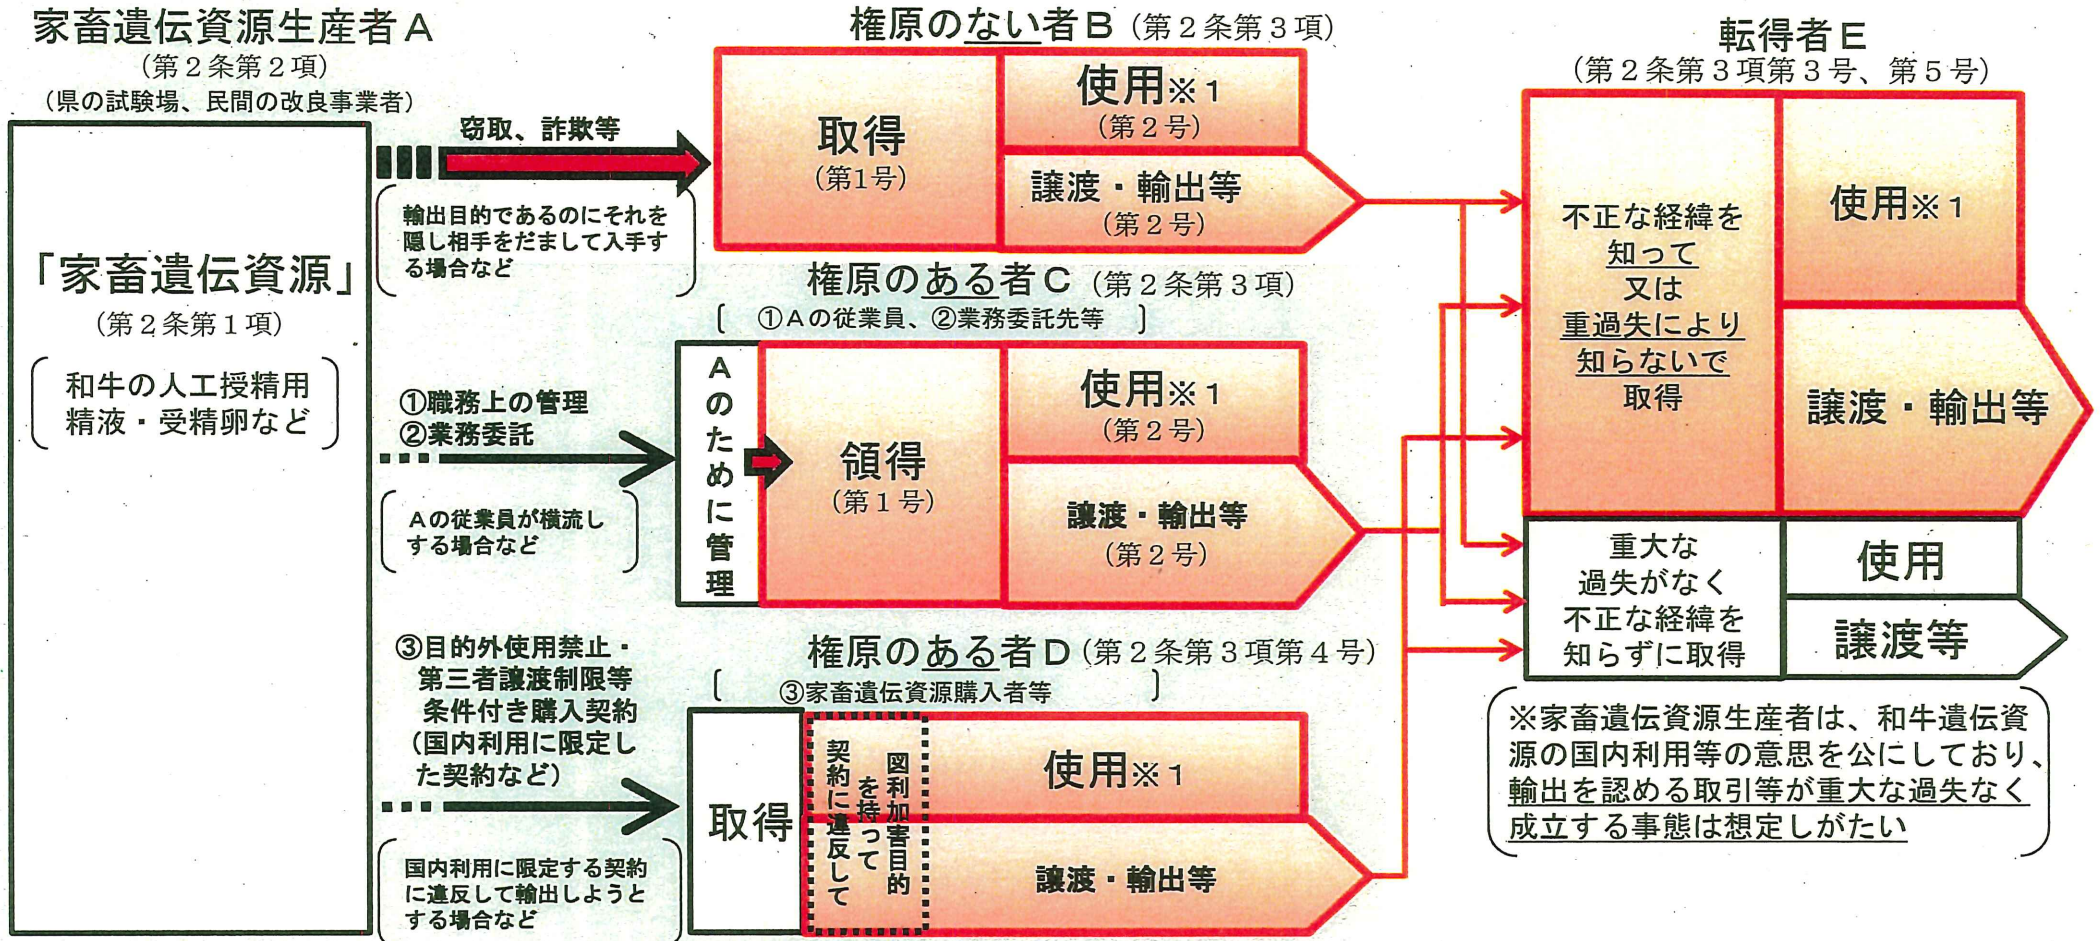 家畜遺伝資源生産者A
(第2条第2項)
(県の試験場、民間の改良事業者)
「家畜遺伝資源」
(第2条第1項)
和牛の人工授精用
精液・受精卵など
窃取、詐欺等
輸出目的であるのにそれを
隠し相手をだまして入手す
る場合など
①職務上の管理
②業務委託
Aの従業員が横流し
する場合など
③目的外使用禁止・
第三者譲渡制限等
条件付き購入契約
(国内利用に限定し
た契約など)
国内利用に限定する契約
に違反して輸出しようと
する場合など
権原のない者B(第2条第3項)
取得
(第1号)
使用※1
(第2号)
譲渡・輸出等
(第2号)
権原のある者C(第2条第3項)
[ ①Aの従業員、②業務委託先等 ]
Aのために管理
領得
(第1号)
使用※1
(第2号)
譲渡・輸出等
(第2号)
権原のある者D(第2条第3項第4号)
[ ③家畜遺伝資源購入者等 ]
取得
図利加害目的
を持って
契約に違反して
使用※1
譲渡・輸出等
転得者E
(第2条第3項第3号、第5号)
不正な経緯を
知って
又は
重過失により
知らないで
取得
使用※1
譲渡・輸出等
重大な
過失がなく
不正な経緯を
知らずに取得
使用
譲渡等
※家畜遺伝資源生産者は、和牛遺伝資
源の国内利用等の意思を公にしており、
輸出を認める取引等が重大な過失なく
成立する事態は想定しがたい